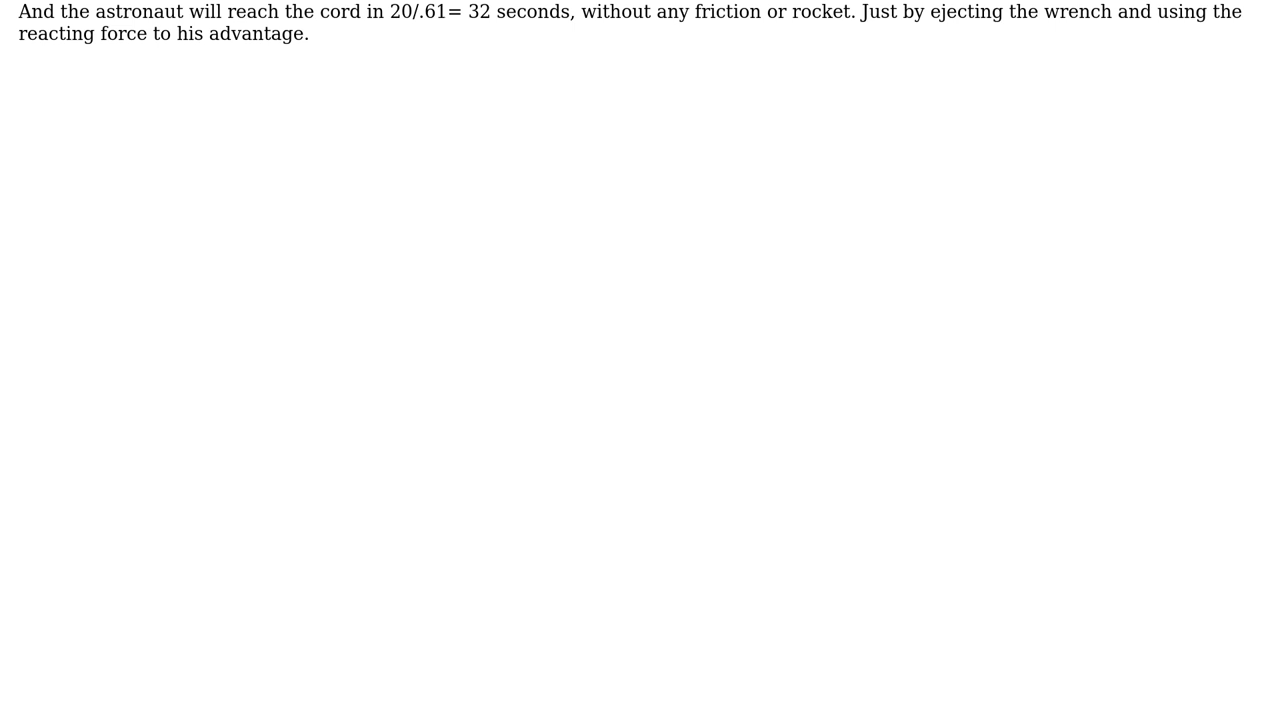 And the astronaut will reach the cord in 20/.61= 32 seconds, without any friction or rocket. Just by ejecting the wrench and using the
reacting force to his advantage.